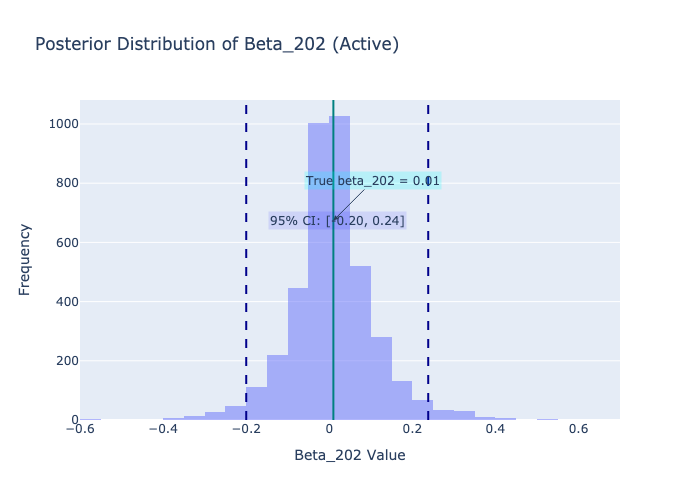 Posterior Distribution of Beta_202 (Active)
1000
800
600
400
200
0
Frequency
True beta_202 = 0.01
95% CI: [-0.20, 0.24]
−0.6
−0.4
−0.2
0
0.2
0.4
0.6
Beta_202 Value